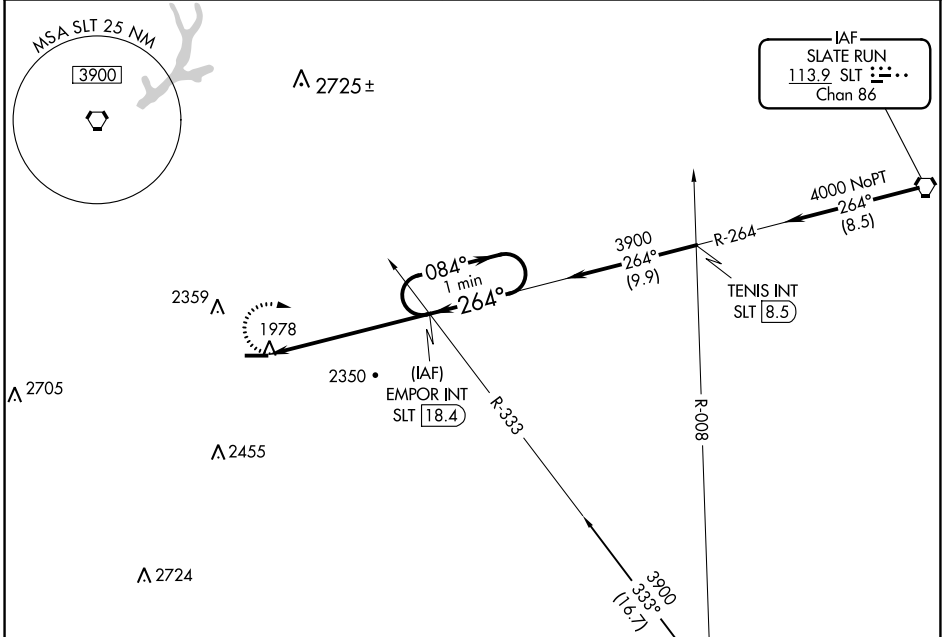 MSA SLT 25 NM
3900
2725 ±
IAF
SLATE RUN
113.9 SLT
Chan 86
4000 NoPT
264°
(8.5)
R-264
3900
264°
(9.9)
TENIS INT
SLT 8.5
084°
1 min
264°
2359
1978
2350
(IAF)
EMPOR INT
SLT 18.4
2705
R-333
R-008
2455
2724
3900
333°
(16.7)